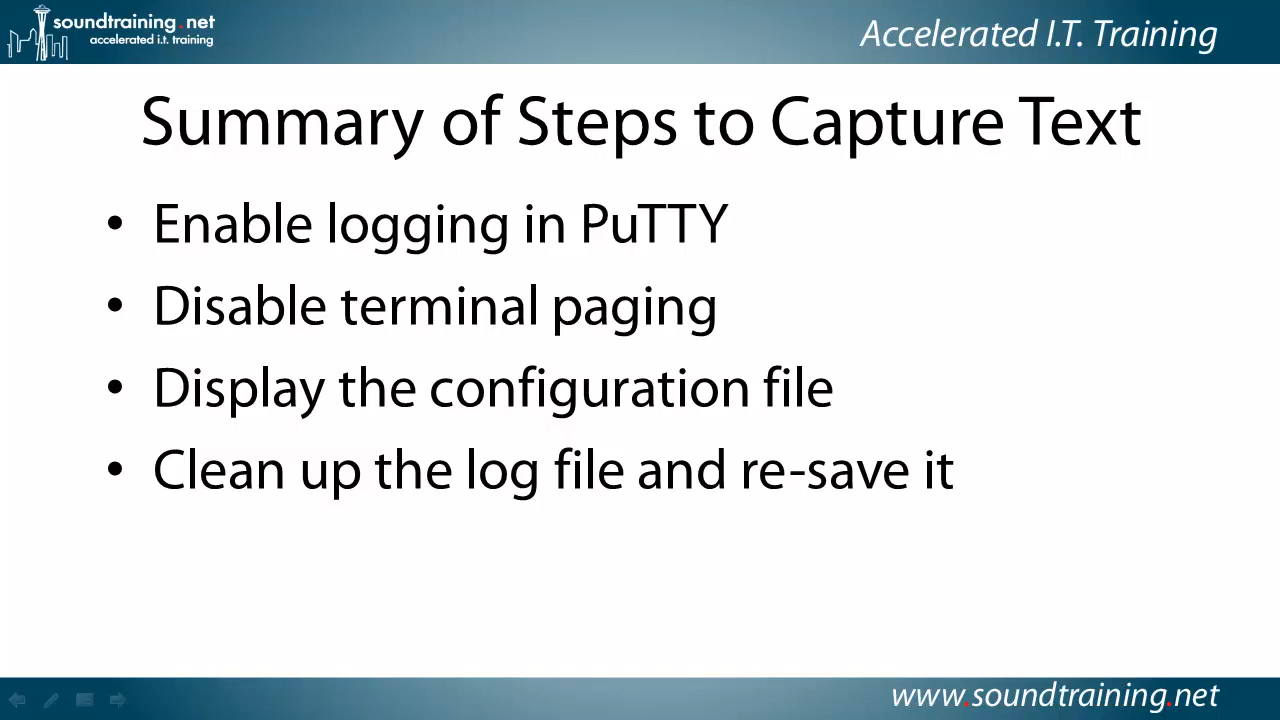 soundtraining.net
accelerated i.t. training
Accelerated I.T. Training
Summary of Steps to Capture Text
• Enable logging in PuTTY
• Disable terminal paging
• Display the configuration file
• Clean up the log file and re-save it
www.soundtraining.net